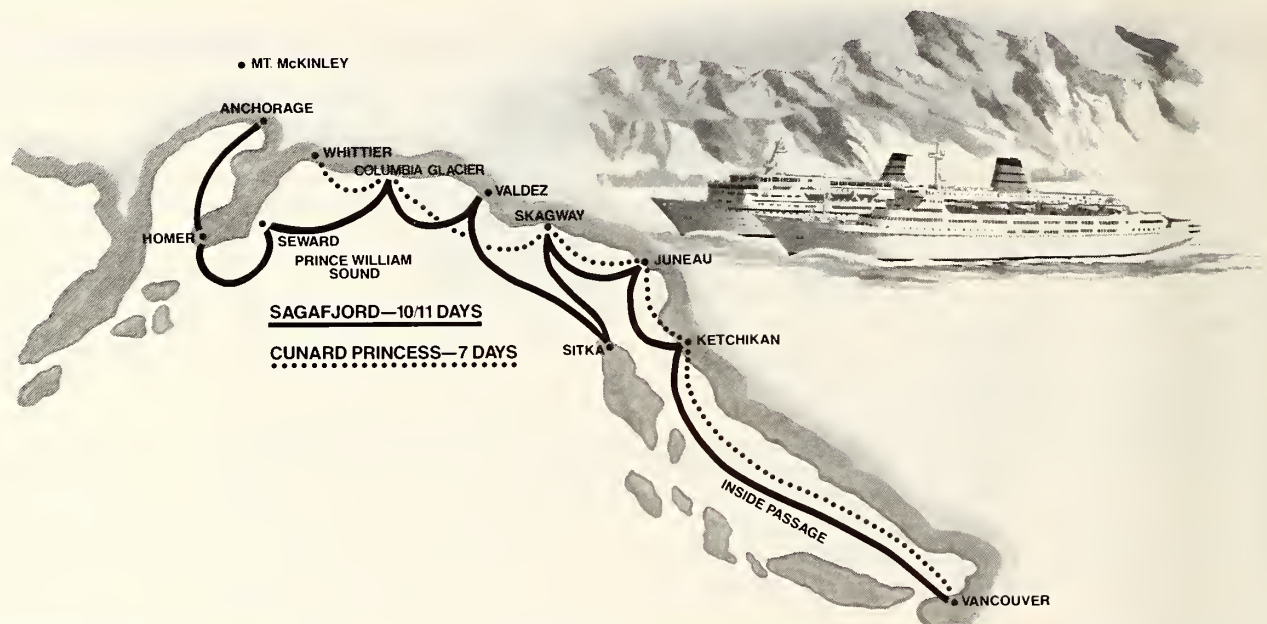 MT. McKINLEY
ANCHORAGE
WHITTIER
COLUMBIA GLACIER
VALDEZ
SKAGWAY
HOMER
SEWARD
PRINCE WILLIAM
SOUND
JUNEAU
SAGAFJORD—10/11 DAYS
KETCHIKAN
SITKA
CUNARD PRINCESS—7 DAYS
INSIDE PASSAGE
VANCOUVER